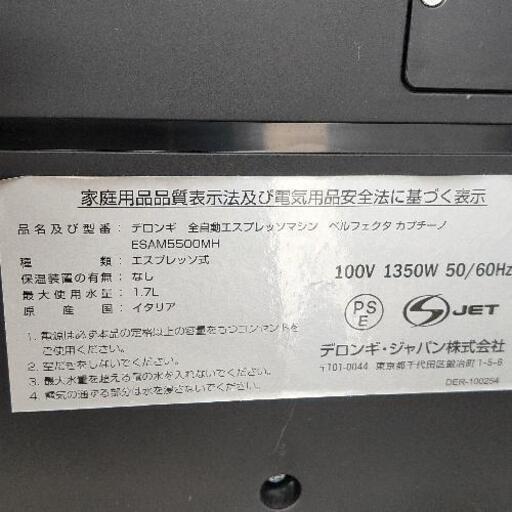 家庭用品品質表示法及び電気用品安全法に基づく表示
品名及び型番： デロンギ 全自動エスプレッソマシン ペルフェクタ カプチーノ
ESAM5500MH
種類： エスプレッソ式
保温装置の有無： なし
最大使用水量： 1.7L
原産国： イタリア
100V 1350W 50/60Hz
PS
E
S JET
1. 電源は必ず本品の定格以上の容量をもつコンセントを
ご使用ください。
2. 空だきをしないでください。
3. 最大水量を超える量の水を入れないでください。
4. 電気の通ずる部分は水を浸さないでください。
デロンギ・ジャパン株式会社
〒101-0044 東京都千代田区鍛冶町1-5-6
DER-100254